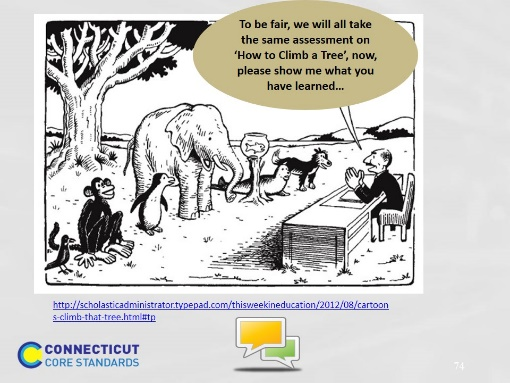 To be fair, we will all take
the same assessment on
‘How to Climb a Tree’, now,
please show me what you
have learned…
http://scholasticadministrator.typepad.com/thisweekineducation/2012/08/cartoon
s-climb-that-tree.html#tp
CONNECTICUT
CORE STANDARDS
74